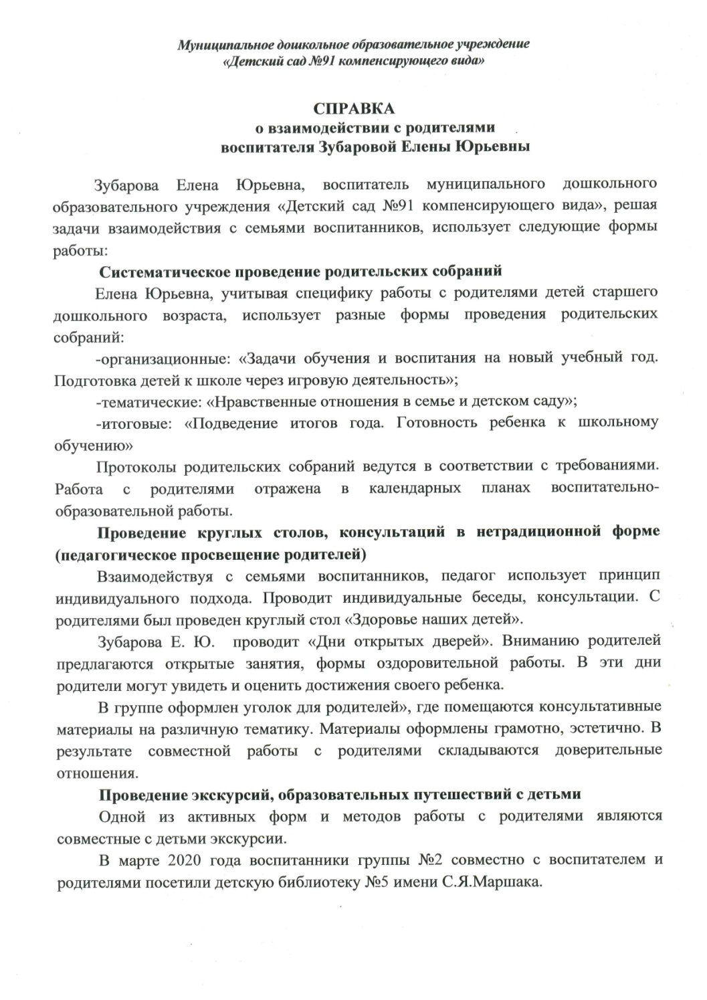 Муниципальное дошкольное образовательное учреждение
«Детский сад №91 компенсирующего вида»
СПРАВКА
о взаимодействии с родителями
воспитателя Зубаровой Елены Юрьевны
Зубарова Елена Юрьевна, воспитатель муниципального дошкольного
образовательного учреждения «Детский сад №91 компенсирующего вида», решая
задачи взаимодействия с семьями воспитанников, использует следующие формы
работы:
Систематическое проведение родительских собраний
Елена Юрьевна, учитывая специфику работы с родителями детей старшего
дошкольного возраста, использует разные формы проведения родительских
собраний:
-организационные: «Задачи обучения и воспитания на новый учебный год.
Подготовка детей к школе через игровую деятельность»;
-тематические: «Нравственные отношения в семье и детском саду»;
-итоговые: «Подведение итогов года. Готовность ребенка к школьному
обучению»
Протоколы родительских собраний ведутся в соответствии с требованиями.
Работа с родителями отражена в календарных планах воспитательно-
образовательной работы.
Проведение круглых столов, консультаций в нетрадиционной форме
(педагогическое просвещение родителей)
Взаимодействуя с семьями воспитанников, педагог использует принцип
индивидуального подхода. Проводит индивидуальные беседы, консультации. С
родителями был проведен круглый стол «Здоровье наших детей».
Зубарова Е. Ю. проводит «Дни открытых дверей». Вниманию родителей
предлагаются открытые занятия, формы оздоровительной работы. В эти дни
родители могут увидеть и оценить достижения своего ребенка.
В группе оформлен уголок для родителей», где помещаются консультативные
материалы на различную тематику. Материалы оформлены грамотно, эстетично. В
результате совместной работы с родителями складываются доверительные
отношения.
Проведение экскурсий, образовательных путешествий с детьми
Одной из активных форм и методов работы с родителями являются
совместные с детьми экскурсии.
В марте 2020 года воспитанники группы №2 совместно с воспитателем и
родителями посетили детскую библиотеку №5 имени С.Я.Маршака.